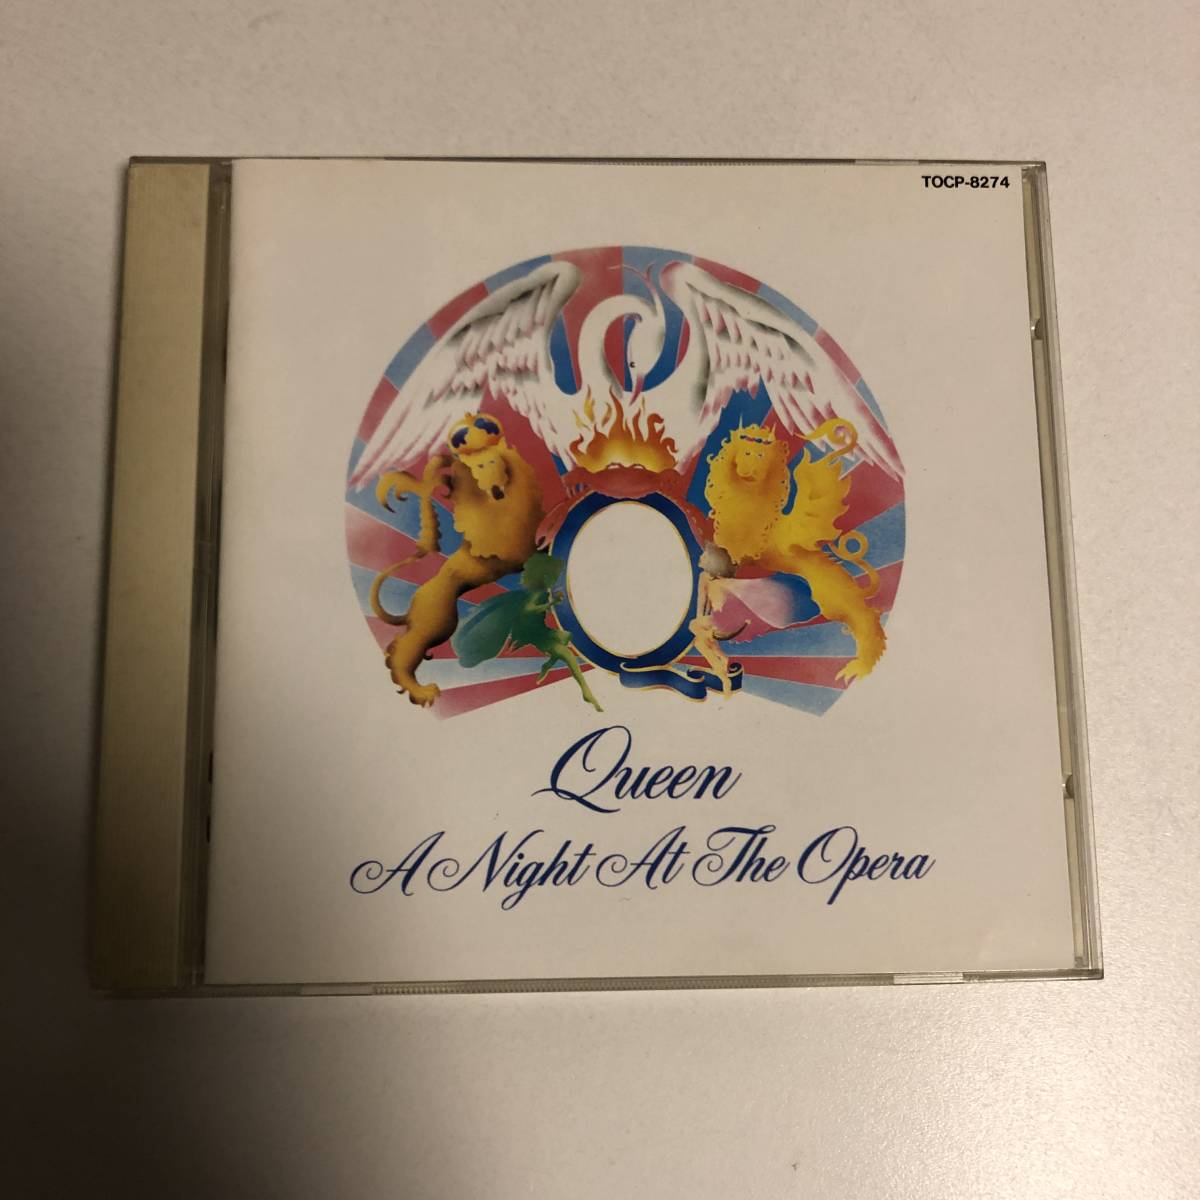 TOCP-8274
Queen
A Night At The Opera